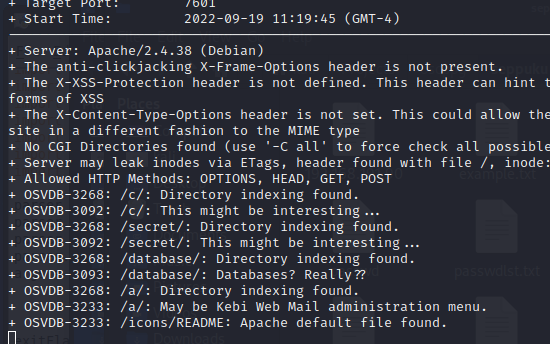 + Target Port: 7601
+ Start Time: 2022-09-19 11:19:45 (GMT-4)
+ Server: Apache/2.4.38 (Debian)
+ The anti-clickjacking X-Frame-Options header is not present.
+ The X-XSS-Protection header is not defined. This header can hint t
forms of XSS
+ The X-Content-Type-Options header is not set. This could allow the
site in a different fashion to the MIME type
+ No CGI Directories found (use '-C all' to force check all possible
+ Server may leak inodes via ETags, header found with file /, inode:
+ Allowed HTTP Methods: OPTIONS, HEAD, GET, POST
+ OSVDB-3268: /c/: Directory indexing found.
+ OSVDB-3092: /c/: This might be interesting...
+ OSVDB-3268: /secret/: Directory indexing found.
+ OSVDB-3092: /secret/: This might be interesting...
+ OSVDB-3268: /database/: Directory indexing found.
+ OSVDB-3093: /database/: Databases? Really??
+ OSVDB-3268: /a/: Directory indexing found.
+ OSVDB-3233: /a/: May be Kebi Web Mail administration menu.
+ OSVDB-3233: /icons/README: Apache default file found.
Places
example.txt
passwdlist.txt